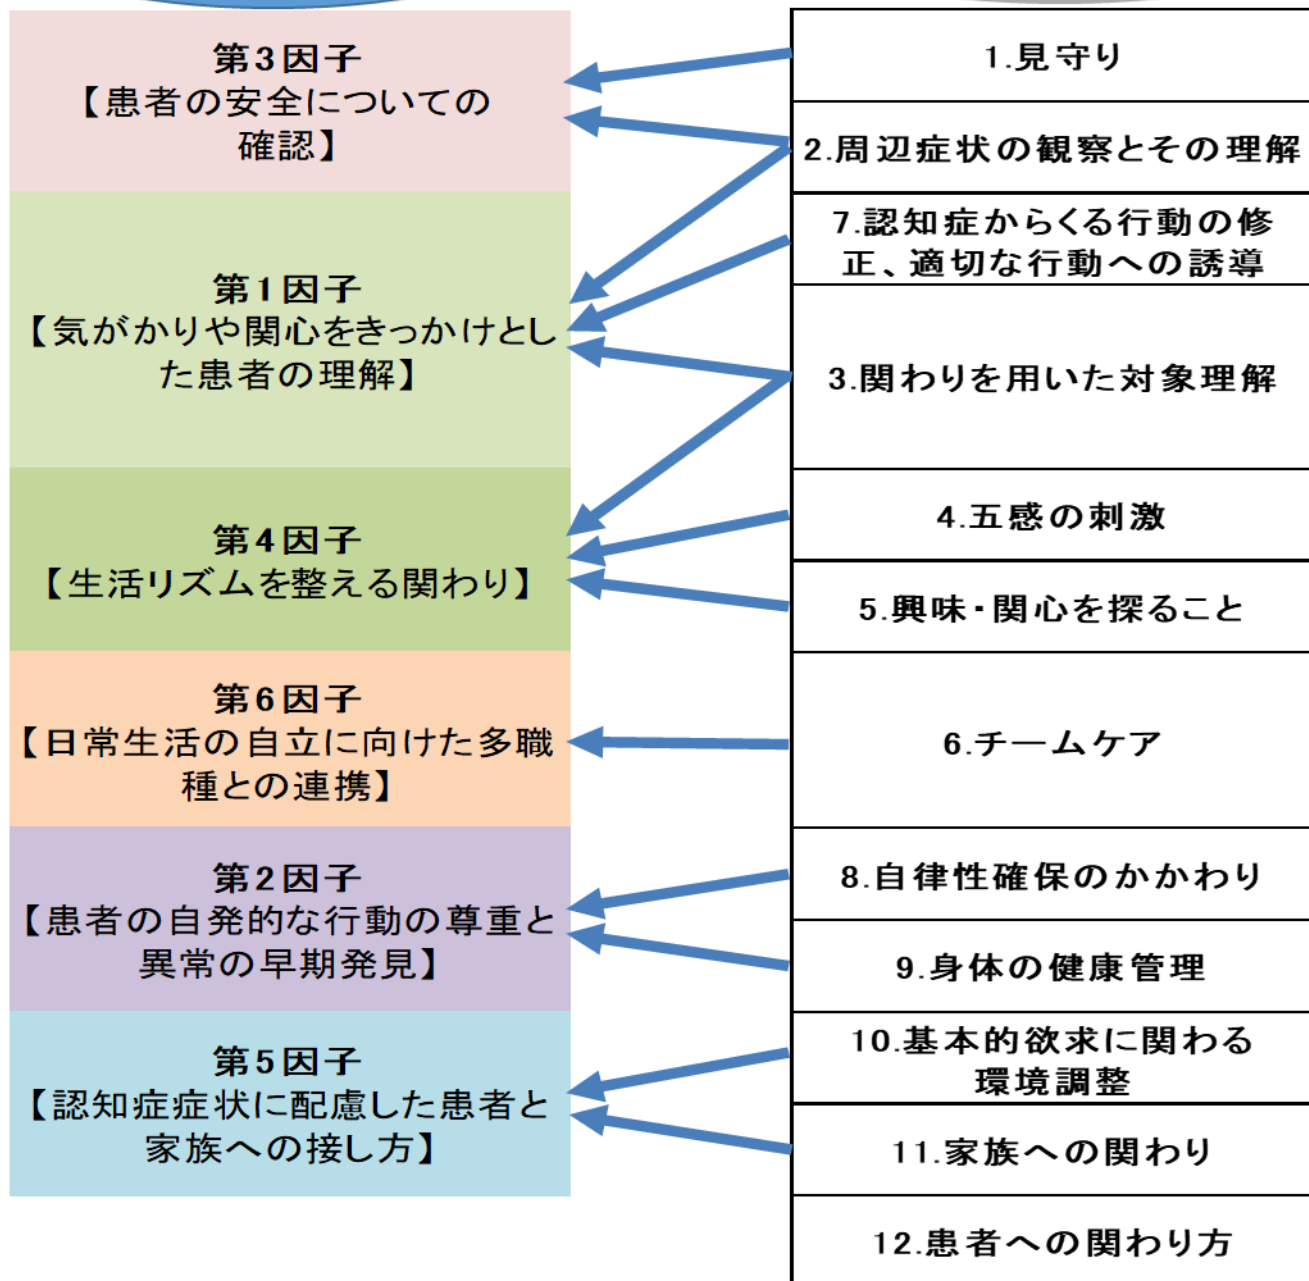 第3因子
【患者の安全についての
確認】
第1因子
【気がかりや関心をきっかけとし
た患者の理解】
第4因子
【生活リズムを整える関わり】
第6因子
【日常生活の自立に向けた多職
種との連携】
第2因子
【患者の自発的な行動の尊重と
異常の早期発見】
第5因子
【認知症症状に配慮した患者と
家族への接し方】
1.見守り
2.周辺症状の観察とその理解
7.認知症からくる行動の修
正、適切な行動への誘導
3.関わりを用いた対象理解
4.五感の刺激
5.興味・関心を探ること
6.チームケア
8.自律性確保のかかわり
9.身体の健康管理
10.基本的欲求に関わる
環境調整
11.家族への関わり
12.患者への関わり方